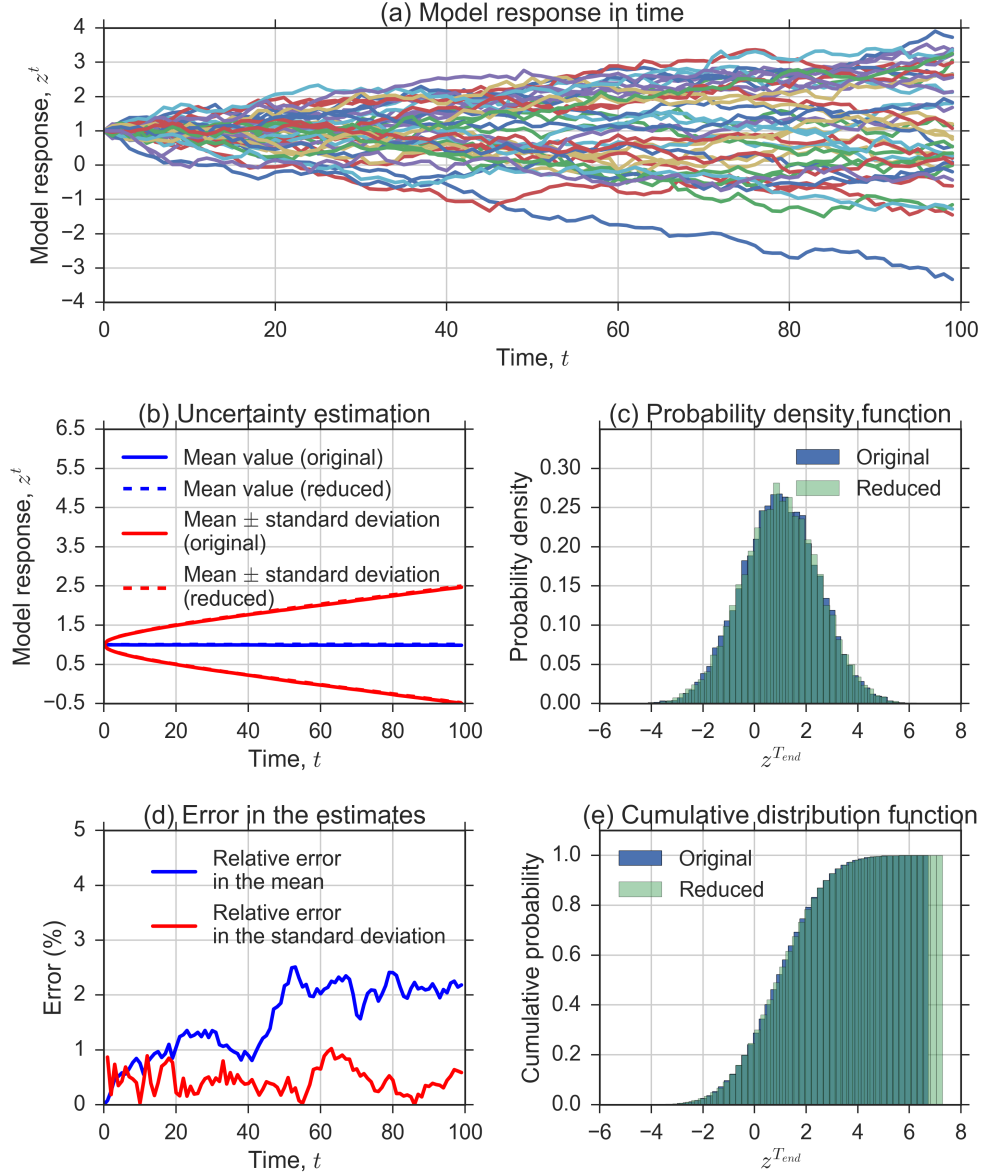 (a) Model response in time
Model response, z^t
4
3
2
1
0
−1
−2
−3
−4
0 20 40 60 80 100
Time, t
(b) Uncertainty estimation
Model response, z^t
6.5
5.5
4.5
3.5
2.5
1.5
0.5
−0.5
Mean value (original)
Mean value (reduced)
Mean ± standard deviation
(original)
Mean ± standard deviation
(reduced)
0 20 40 60 80 100
Time, t
(c) Probability density function
Probability density
0.30
0.25
0.20
0.15
0.10
0.05
0.00
Original
Reduced
−6 −4 −2 0 2 4 6 8
z^{T_{end}}
(d) Error in the estimates
Error (%)
5
4
3
2
1
0
Relative error
in the mean
Relative error
in the standard deviation
0 20 40 60 80 100
Time, t
(e) Cumulative distribution function
Cumulative probability
1.0
0.8
0.6
0.4
0.2
0.0
Original
Reduced
−6 −4 −2 0 2 4 6 8
z^{T_{end}}